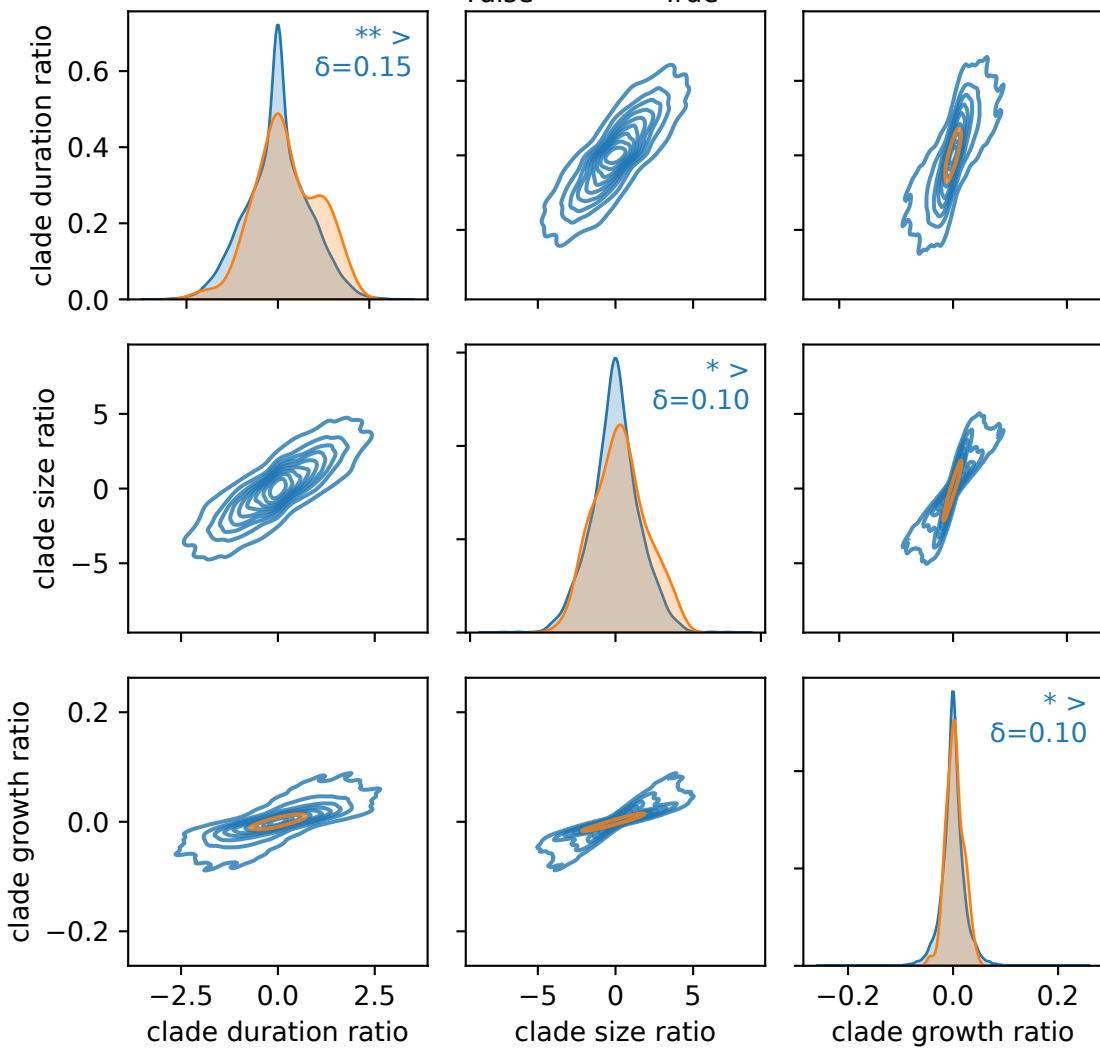 ** >
δ=0.15
clade duration ratio
0.6
0.4
0.2
0.0
* >
δ=0.10
clade size ratio
5
0
−5
* >
δ=0.10
clade growth ratio
0.2
0.0
−0.2
−2.5 0.0 2.5
−5 0 5
−0.2 0.0 0.2
clade duration ratio
clade size ratio
clade growth ratio